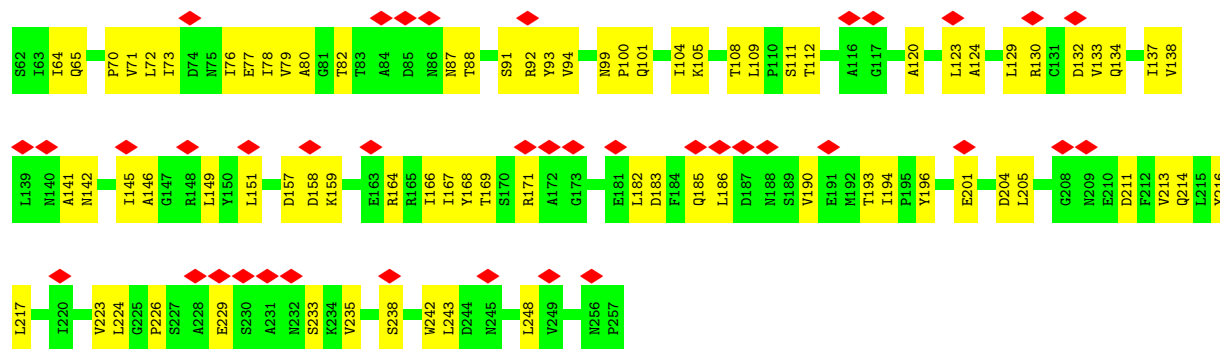 S62 I63 I64 Q65 P70 V71 L72 I73 D74 N75 I76 E77 I78 V79 A80 G81 T82 T83 A84 D85 N86 N87 T88 S91 R92 Y93 V94 N99 P100 Q101 I104 K105 T108 L109 P110 S111 T112 A116 G117 A120 L123 A124 L129 R130 C131 D132 V133 Q134 I137 V138
L139 N140 A141 N142 I145 A146 G147 R148 L149 Y150 L151 D157 D158 K159 E163 R164 R165 I166 I167 Y168 T169 S170 R171 A172 G173 E181 L182 D183 F184 Q185 L186 D187 N188 S189 V190 E191 M192 T193 I194 P195 Y196 E201 D204 L205 G208 N209 E210 D211 F212 V213 Q214 L215
L217 I220 V223 L224 G225 P226 S227 A228 E229 S230 A231 N232 S233 K234 V235 S238 W242 L243 D244 N245 L248 V249 N256 P257